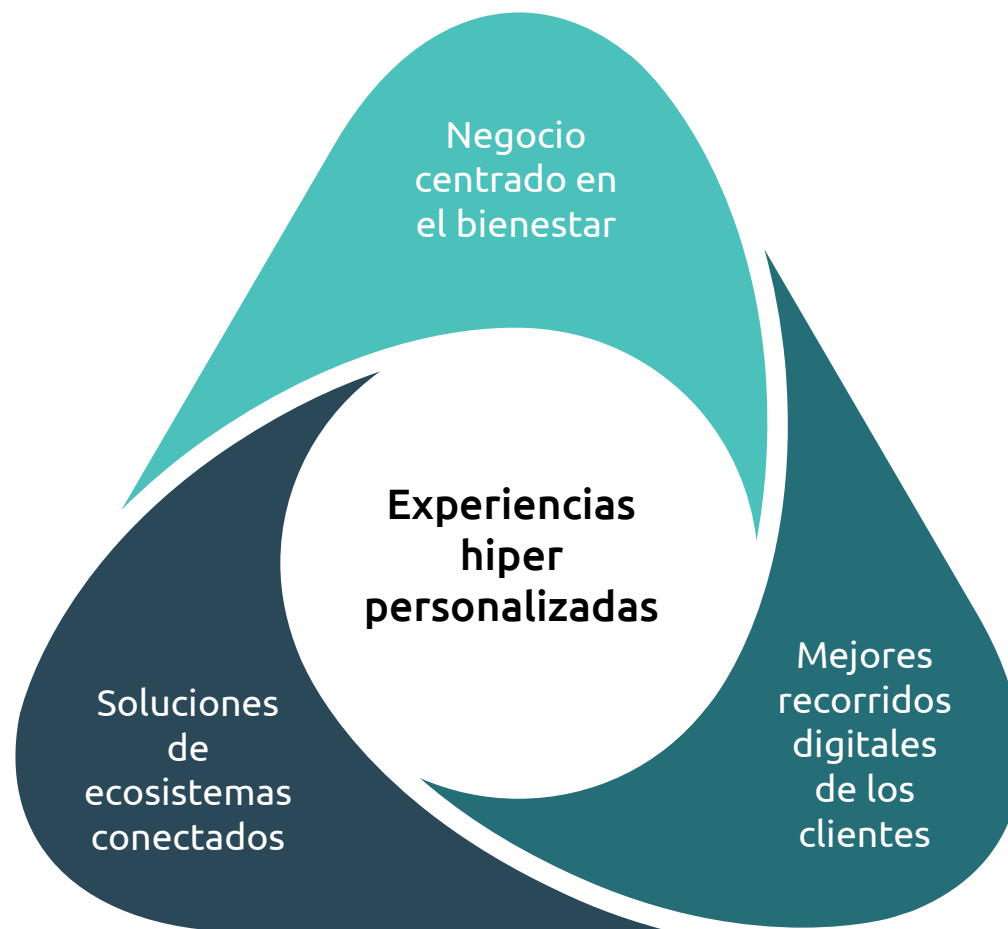 Negocio
centrado en
el bienestar
Experiencias
hiper
personalizadas
Soluciones
de
ecosistemas
conectados
Mejores
recorridos
digitales
de los
clientes